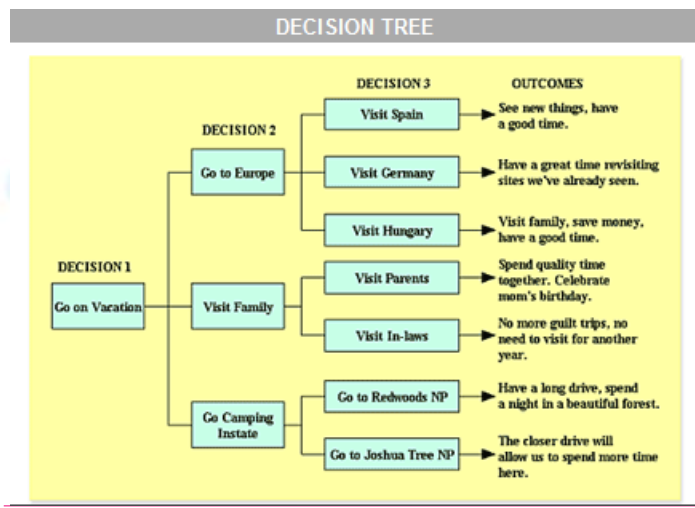 DECISION TREE
DECISION 3
OUTCOMES
DECISION 2
DECISION 1
Go on Vacation
Go to Europe
Visit Spain
See new things, have
a good time.
Visit Germany
Have a great time revisiting
sites we've already seen.
Visit Hungary
Visit family, save money,
have a good time.
Visit Family
Visit Parents
Spend quality time
together. Celebrate
mom's birthday.
Visit In-laws
No more guilt trips, no
need to visit for another
year.
Go Camping
Instate
Go to Redwoods NP
Have a long drive, spend
a night in a beautiful forest.
Go to Joshua Tree NP
The closer drive will
allow us to spend more time
here.